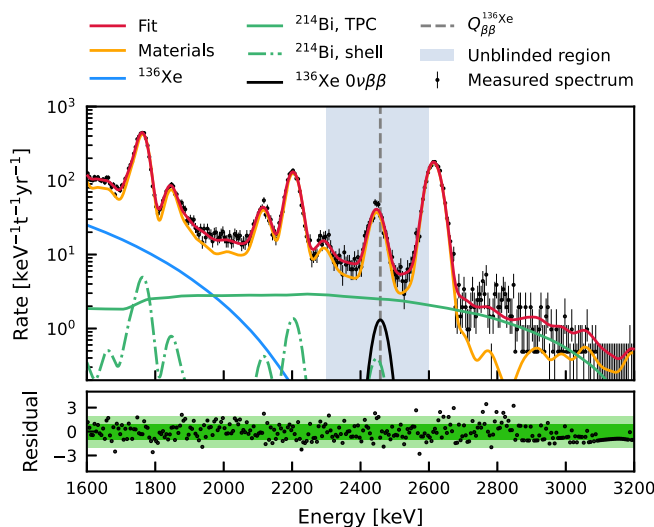 Fit
Materials
¹³⁶Xe
²¹⁴Bi, TPC
²¹⁴Bi, shell
¹³⁶Xe 0νββ
Q_ββ^¹³⁶Xe
Unblinded region
Measured spectrum
Rate [keV⁻¹t⁻¹yr⁻¹]
10³
10²
10¹
10⁰
Residual
3
0
−3
1600 1800 2000 2200 2400 2600 2800 3000 3200
Energy [keV]